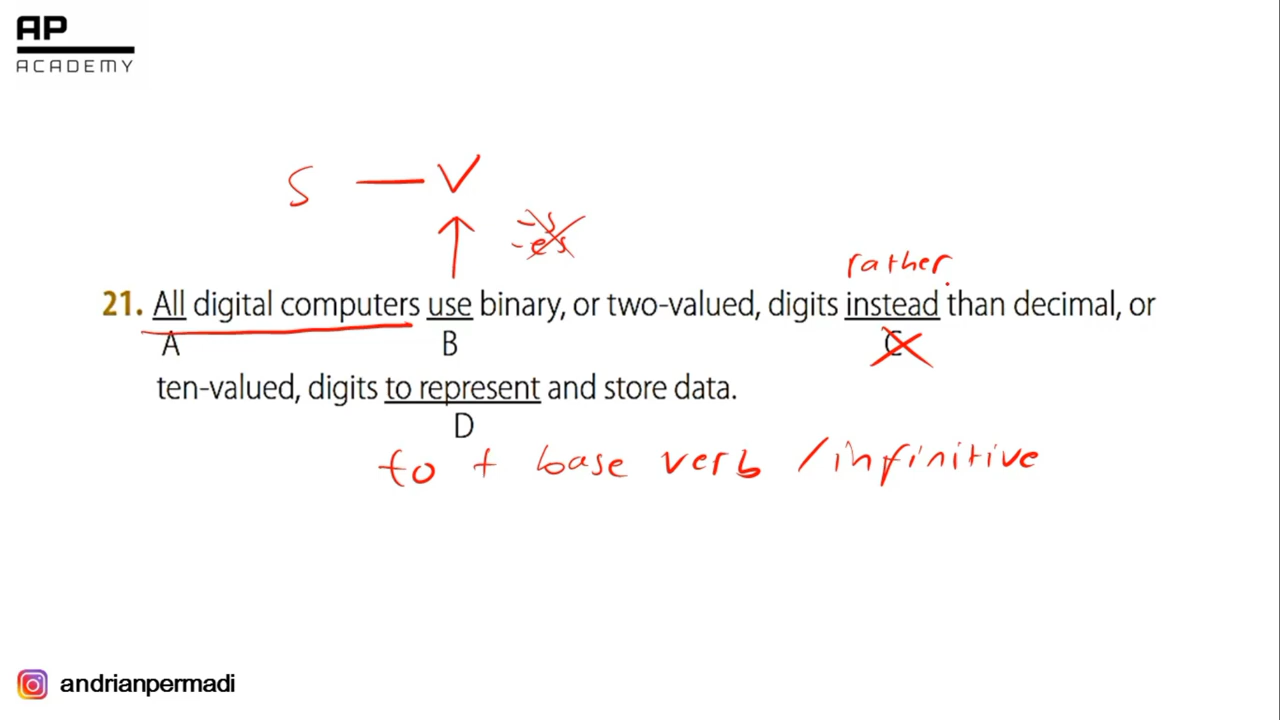 AP
ACADEMY
S — V
-s
-es
rather
21. All digital computers use binary, or two-valued, digits instead than decimal, or
A B C
ten-valued, digits to represent and store data.
D
to + base verb / infinitive
andrianpermadi